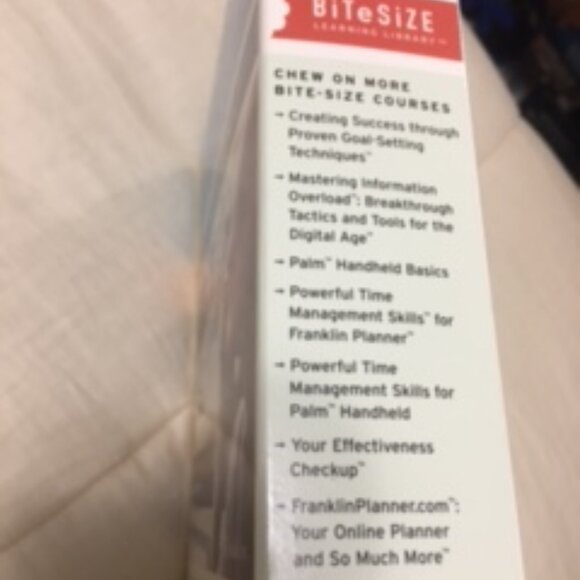 BiTeSiZE
LEARNING LIBRARY™
CHEW ON MORE
BITE-SIZE COURSES
→ Creating Success through
Proven Goal-Setting
Techniques™
→ Mastering Information
Overload™: Breakthrough
Tactics and Tools for the
Digital Age™
→ Palm™ Handheld Basics
→ Powerful Time
Management Skills™ for
Franklin Planner™
→ Powerful Time
Management Skills for
Palm™ Handheld
→ Your Effectiveness
Checkup™
→ FranklinPlanner.com™:
Your Online Planner
and So Much More™